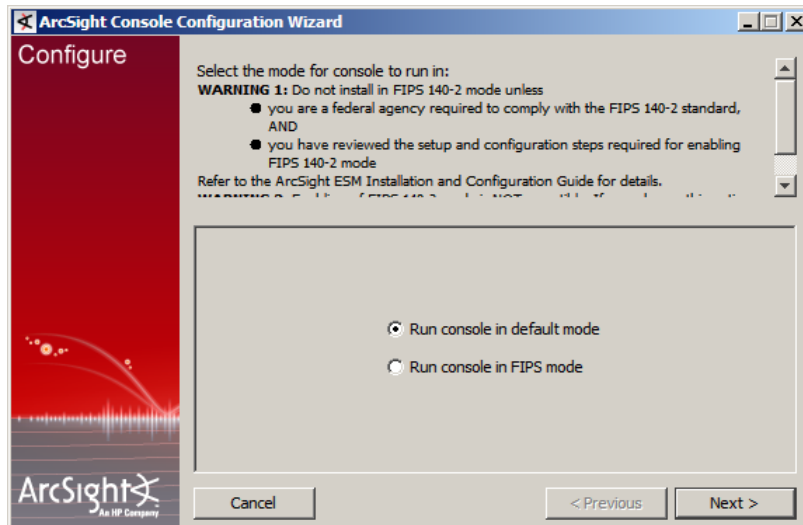 ArcSight Console Configuration Wizard
Configure
Select the mode for console to run in:
WARNING 1: Do not install in FIPS 140-2 mode unless
● you are a federal agency required to comply with the FIPS 140-2 standard,
AND
● you have reviewed the setup and configuration steps required for enabling
FIPS 140-2 mode
Refer to the ArcSight ESM Installation and Configuration Guide for details.
Run console in default mode
Run console in FIPS mode
ArcSight
An HP Company
Cancel
< Previous
Next >